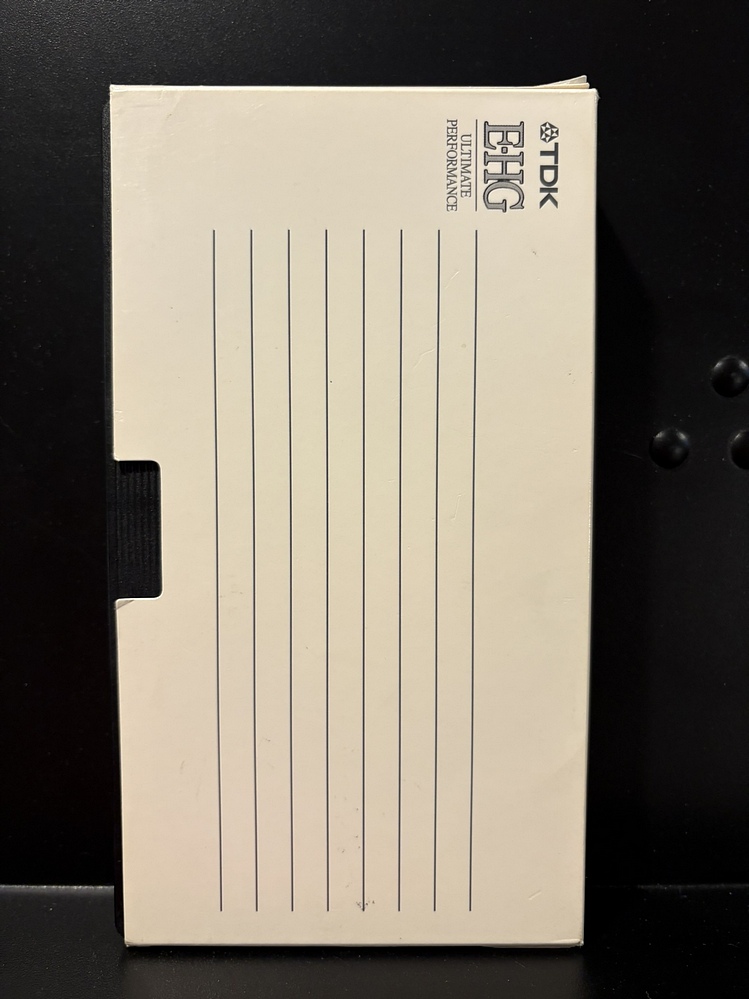 TDK
E-HG
ULTIMATE
PERFORMANCE